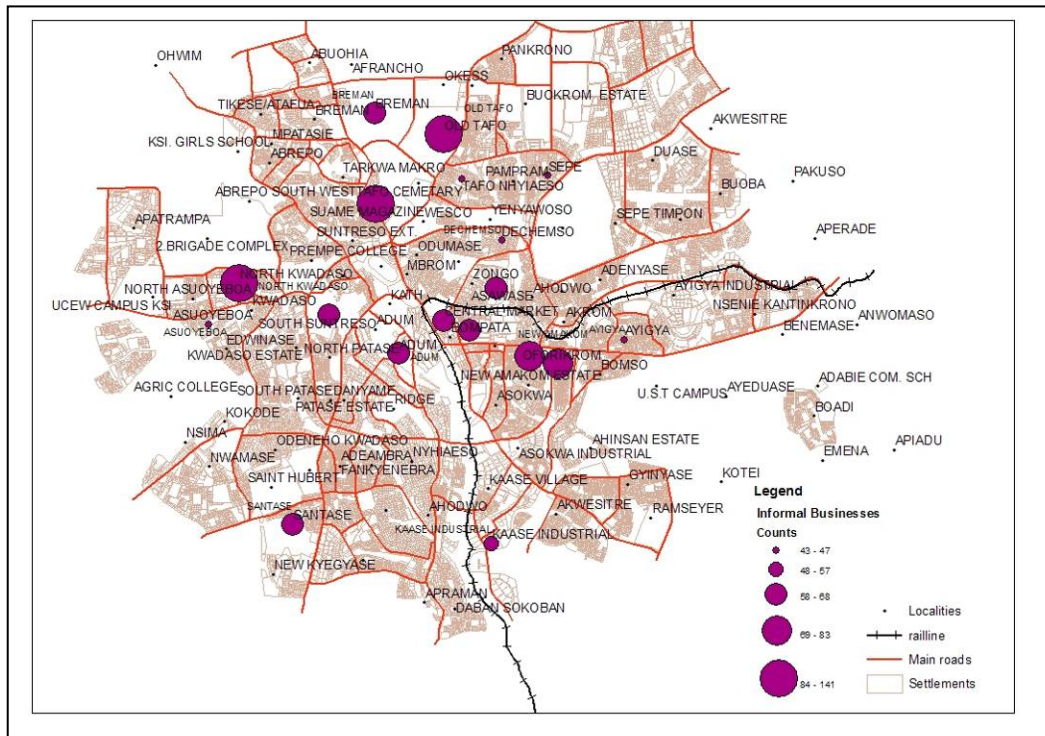 PANKRONO
OHWIM
ABUOHIA
AFRANCHO
OKESS
BREMAN
BREMAN
BUOKROM ESTATE
TIKESE/ATAFUA
BREMAN
OLD TAFO
OLD TAFO
AKWESITRE
MPATASIE
KSI. GIRLS SCHOOL
ABREPO
DUASE
TARKWA MAKRO
PAMPRAM
SEPE
PAKUSO
ABREPO SOUTH WEST
TAFO CEMETARY
TAFO NHYIAESO
BUOBA
SUAME MAGAZINE
WESCO
YENYAWOSO
SEPE TIMPON
APATRAMPA
SUNTRESO EXT.
DECHEMSO
DECHEMSO
APERADE
2.BRIGADE COMPLEX
PREMPE COLLEGE
ODUMASE
MBROM
ZONGO
ADENYASE
NORTH KWADASO
NORTH KWADASO
NORTH ASUOYEBOA
ASAWASE
AHODWO
AYIGYA INDUSTRIAL
UCEW CAMPUS KSI
KWADASO
KATH
NSENIE KANTINKRONO
ASUOYEBOA
CENTRAL MARKET
AKROM
ANWOMASO
ASUOYEBOA
SOUTH SUNTRESO
ADUM
BOMPATA
NEW AMAKOM
AYIGYA
AYIGYA
BENEMASE
EDWINASE
ADUM
ADUM
OFORIKROM
KWADASO ESTATE
NORTH PATASE
BOMSO
NEW AMAKOM ESTATE
AGRIC COLLEGE
SOUTH PATASE
DANYAME
U.S.T CAMPUS
AYEDUASE
ADABIE COM. SCH
PATASE ESTATE
RIDGE
ASOKWA
BOADI
KOKODE
NSIMA
ODENEHO KWADASO
AHINSAN ESTATE
APIADU
NWAMASE
ADEAMBRA
NYHIAESO
ASOKWA INDUSTRIAL
EMENA
FANKYENEBRA
SAINT HUBERT
KAASE VILLAGE
GYINYASE
KOTEI
SANTASE
SANTASE
AHODWO
AKWESITRE
RAMSEYER
KAASE INDUSTRIAL
KAASE INDUSTRIAL
NEW KYEGYASE
APRAMAN
DABAN SOKOBAN
Legend
Informal Businesses
Counts
43 - 47
48 - 57
58 - 68
69 - 83
84 - 141
Localities
railline
Main roads
Settlements